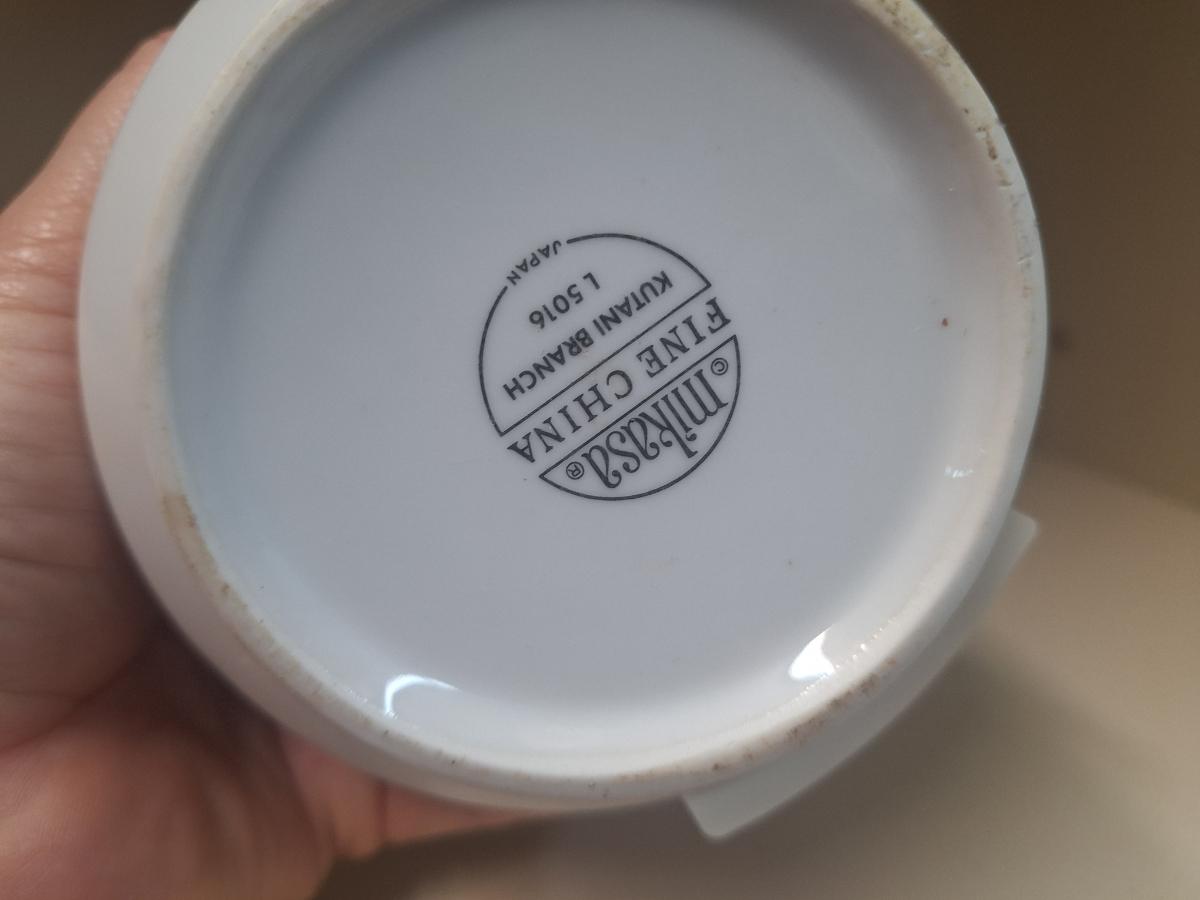 © mikasa ®
FINE CHINA
KUTANI BRANCH
L 5016
JAPAN